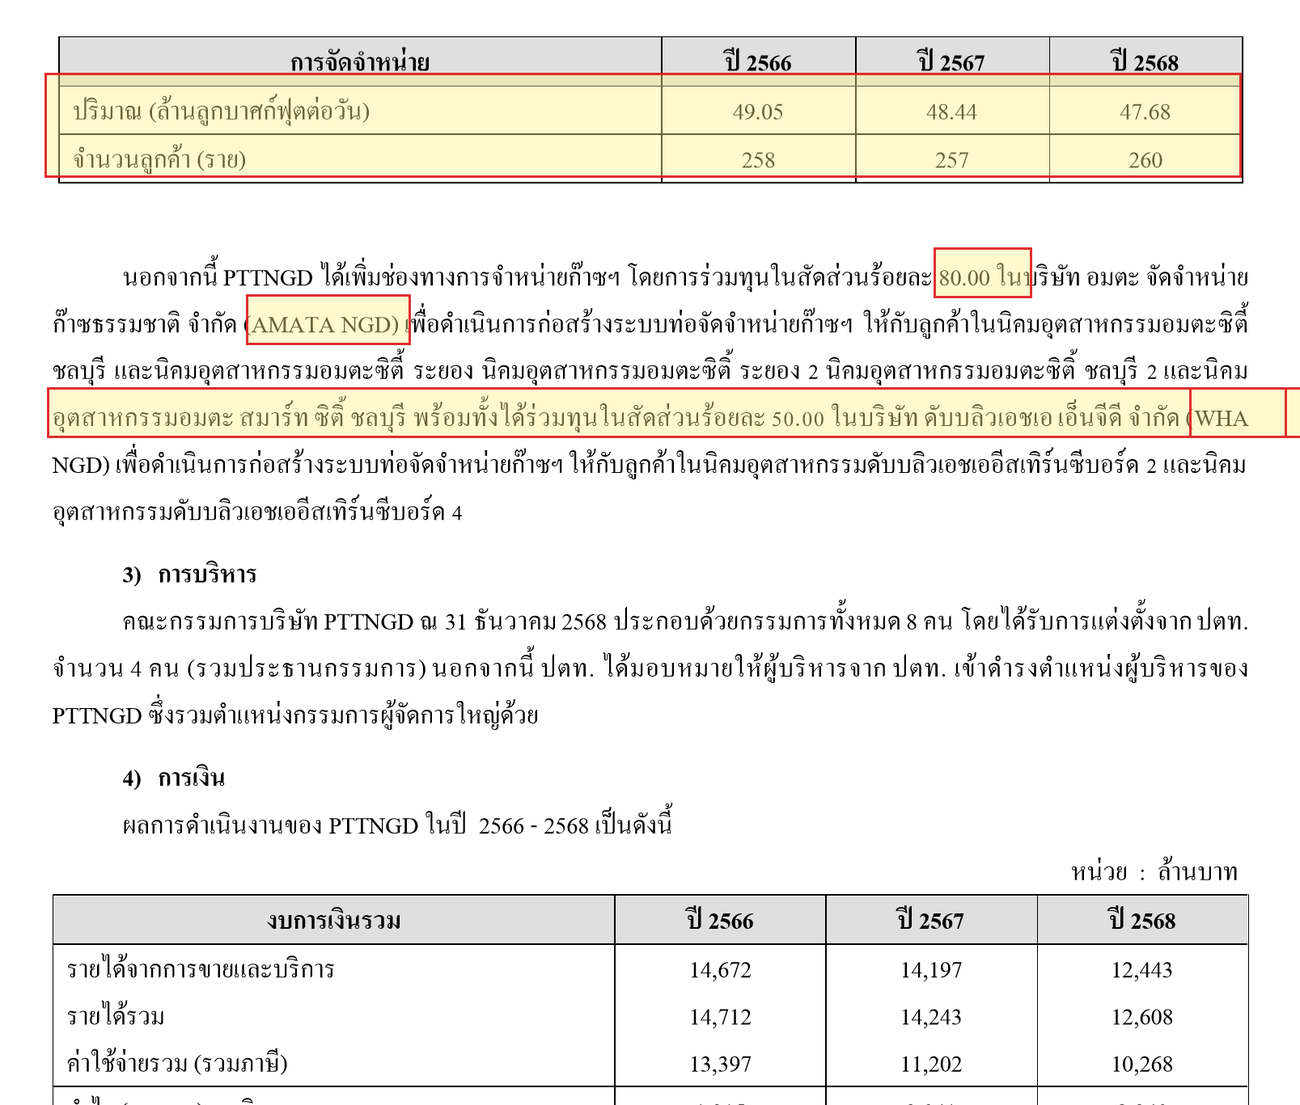 การจัดจำหน่าย ปี 2566 ปี 2567 ปี 2568
ปริมาณ (ล้านลูกบาศก์ฟุตต่อวัน) 49.05 48.44 47.68
จำนวนลูกค้า (ราย) 258 257 260
นอกจากนี้ PTTNGD ได้เพิ่มช่องทางการจำหน่ายก๊าซฯ โดยการร่วมทุนในสัดส่วนร้อยละ 80.00 ในบริษัท อมตะ จัดจำหน่าย
ก๊าซธรรมชาติ จำกัด (AMATA NGD) เพื่อดำเนินการก่อสร้างระบบท่อจัดจำหน่ายก๊าซฯ ให้กับลูกค้าในนิคมอุตสาหกรรมอมตะซิตี้
ชลบุรี และนิคมอุตสาหกรรมอมตะซิตี้ ระยอง นิคมอุตสาหกรรมอมตะซิตี้ ระยอง 2 นิคมอุตสาหกรรมอมตะซิตี้ ชลบุรี 2 และนิคม
อุตสาหกรรมอมตะ สมาร์ท ซิตี้ ชลบุรี พร้อมทั้งได้ร่วมทุนในสัดส่วนร้อยละ 50.00 ในบริษัท ดับบลิวเอชเอ เอ็นจีดี จำกัด (WHA
NGD) เพื่อดำเนินการก่อสร้างระบบท่อจัดจำหน่ายก๊าซฯ ให้กับลูกค้าในนิคมอุตสาหกรรมดับบลิวเอชเออีสเทิร์นซีบอร์ด 2 และนิคม
อุตสาหกรรมดับบลิวเอชเออีสเทิร์นซีบอร์ด 4
3) การบริหาร
คณะกรรมการบริษัท PTTNGD ณ 31 ธันวาคม 2568 ประกอบด้วยกรรมการทั้งหมด 8 คน โดยได้รับการแต่งตั้งจาก ปตท.
จำนวน 4 คน (รวมประธานกรรมการ) นอกจากนี้ ปตท. ได้มอบหมายให้ผู้บริหารจาก ปตท. เข้าดำรงตำแหน่งผู้บริหารของ
PTTNGD ซึ่งรวมตำแหน่งกรรมการผู้จัดการใหญ่ด้วย
4) การเงิน
ผลการดำเนินงานของ PTTNGD ในปี 2566 - 2568 เป็นดังนี้
หน่วย : ล้านบาท
งบการเงินรวม ปี 2566 ปี 2567 ปี 2568
รายได้จากการขายและบริการ 14,672 14,197 12,443
รายได้รวม 14,712 14,243 12,608
ค่าใช้จ่ายรวม (รวมภาษี) 13,397 11,202 10,268